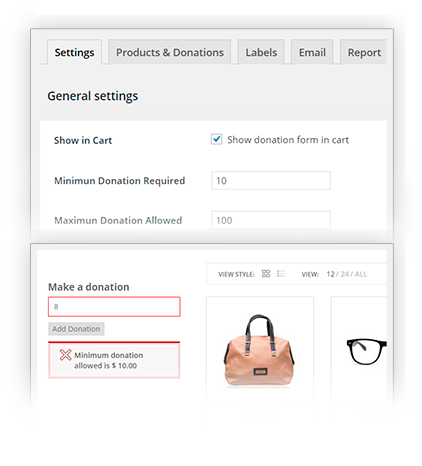 Settings Products & Donations Labels Email Report
General settings
Show in Cart Show donation form in cart
Minimun Donation Required 10
Maximun Donation Allowed 100
VIEW STYLE: VIEW: 12 / 24 / ALL
Make a donation
8
Add Donation
Minimum donation
allowed is $ 10.00